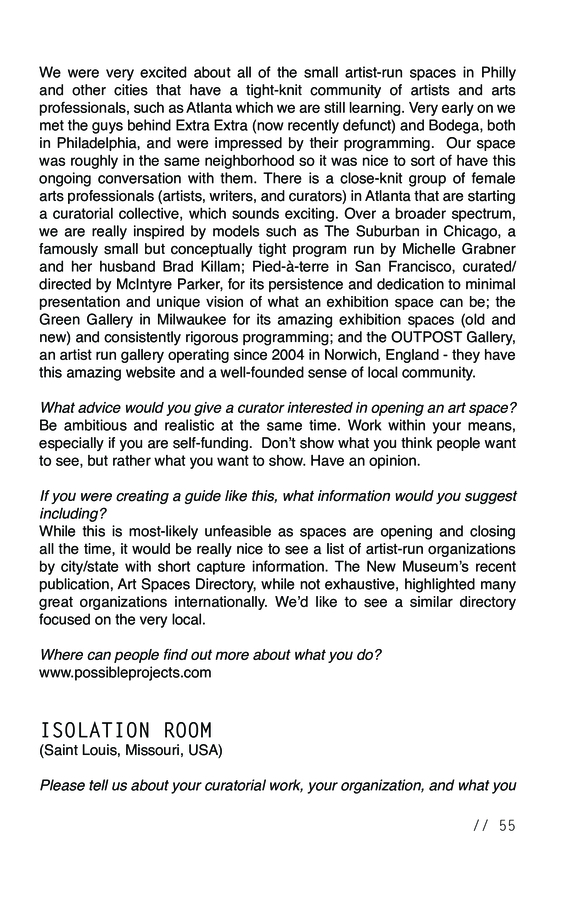 We were very excited about all of the small artist-run spaces in Philly
and other cities that have a tight-knit community of artists and arts
professionals, such as Atlanta which we are still learning. Very early on we
met the guys behind Extra Extra (now recently defunct) and Bodega, both
in Philadelphia, and were impressed by their programming.  Our space
was roughly in the same neighborhood so it was nice to sort of have this
ongoing conversation with them. There is a close-knit group of female
arts professionals (artists, writers, and curators) in Atlanta that are starting
a curatorial collective, which sounds exciting. Over a broader spectrum,
we are really inspired by models such as The Suburban in Chicago, a
famously small but conceptually tight program run by Michelle Grabner
and her husband Brad Killam; Pied-à-terre in San Francisco, curated/
directed by McIntyre Parker, for its persistence and dedication to minimal
presentation and unique vision of what an exhibition space can be; the
Green Gallery in Milwaukee for its amazing exhibition spaces (old and
new) and consistently rigorous programming; and the OUTPOST Gallery,
an artist run gallery operating since 2004 in Norwich, England - they have
this amazing website and a well-founded sense of local community.
What advice would you give a curator interested in opening an art space?
Be ambitious and realistic at the same time. Work within your means,
especially if you are self-funding.  Don't show what you think people want
to see, but rather what you want to show. Have an opinion.
If you were creating a guide like this, what information would you suggest
including?
While this is most-likely unfeasible as spaces are opening and closing
all the time, it would be really nice to see a list of artist-run organizations
by city/state with short capture information. The New Museum's recent
publication, Art Spaces Directory, while not exhaustive, highlighted many
great organizations internationally. We'd like to see a similar directory
focused on the very local.
Where can people find out more about what you do?
www.possibleprojects.com
ISOLATION ROOM
(Saint Louis, Missouri, USA)
Please tell us about your curatorial work, your organization, and what you
// 55